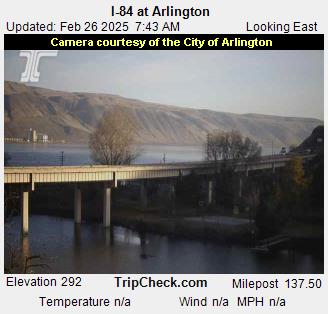 I-84 at Arlington
Updated: Feb 26 2025 7:43 AM Looking East
Camera courtesy of the City of Arlington
Elevation 292 TripCheck.com Milepost 137.50
Temperature n/a Wind n/a MPH n/a